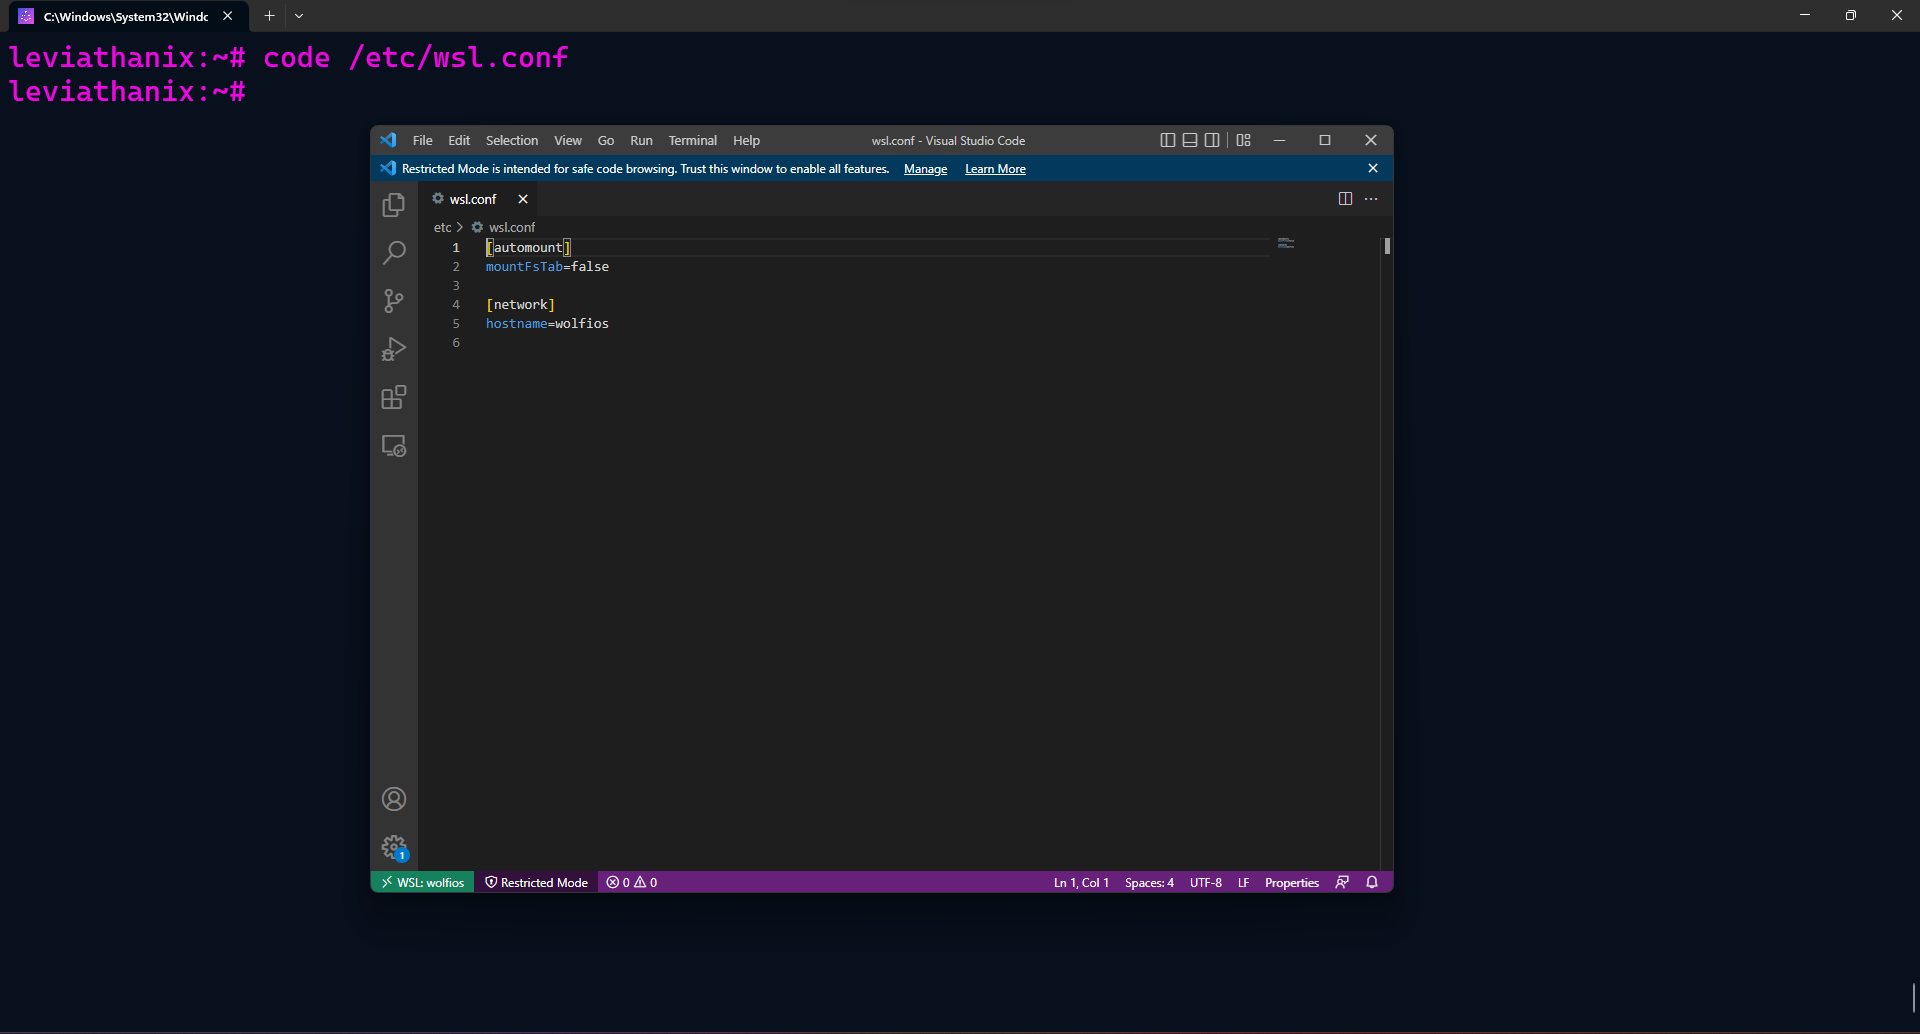 C:\Windows\System32\Windc
leviathanix:~# code /etc/wsl.conf
leviathanix:~#
File Edit Selection View Go Run Terminal Help wsl.conf - Visual Studio Code
Restricted Mode is intended for safe code browsing. Trust this window to enable all features. Manage Learn More
wsl.conf
etc > wsl.conf
1 [automount]
2 mountFsTab=false
3
4 [network]
5 hostname=wolfios
6
1
WSL: wolfios Restricted Mode 0 0 Ln 1, Col 1 Spaces: 4 UTF-8 LF Properties